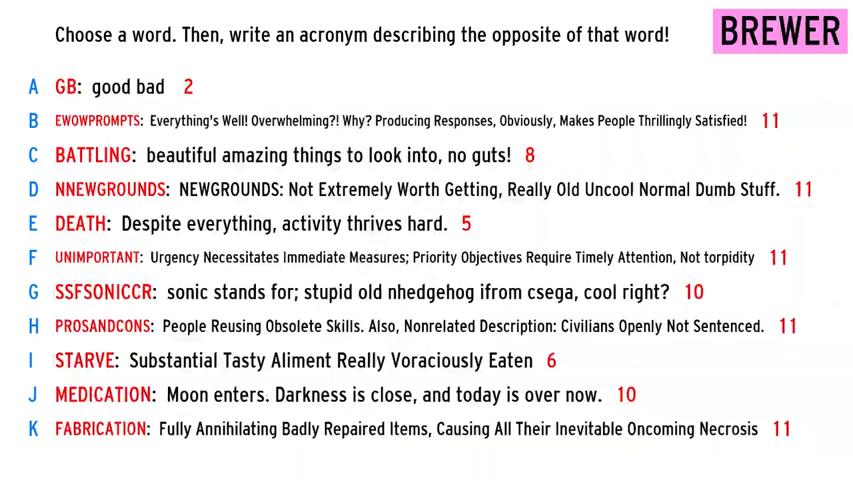 Choose a word. Then, write an acronym describing the opposite of that word!
BREWER
A GB: good bad 2
B EWOWPROMPTS: Everything's Well! Overwhelming?! Why? Producing Responses, Obviously, Makes People Thrillingly Satisfied! 11
C BATTLING: beautiful amazing things to look into, no guts! 8
D NNEWGROUNDS: NEWGROUNDS: Not Extremely Worth Getting, Really Old Uncool Normal Dumb Stuff. 11
E DEATH: Despite everything, activity thrives hard. 5
F UNIMPORTANT: Urgency Necessitates Immediate Measures; Priority Objectives Require Timely Attention, Not torpidity 11
G SSFSONICCR: sonic stands for; stupid old nhedgehog ifrom csega, cool right? 10
H PROSANDCONS: People Reusing Obsolete Skills. Also, Nonrelated Description: Civilians Openly Not Sentenced. 11
I STARVE: Substantial Tasty Aliment Really Voraciously Eaten 6
J MEDICATION: Moon enters. Darkness is close, and today is over now. 10
K FABRICATION: Fully Annihilating Badly Repaired Items, Causing All Their Inevitable Oncoming Necrosis 11